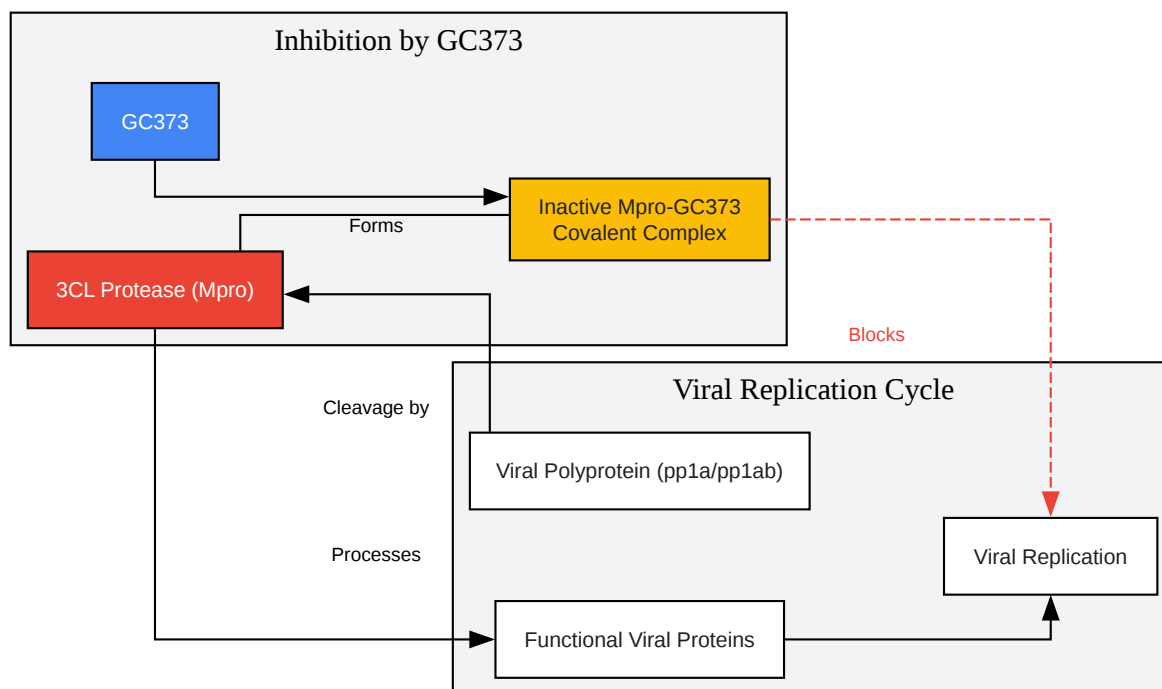 Inhibition by GC373
GC373
Inactive Mpro-GC373
Covalent Complex
Forms
3CL Protease (Mpro)
Blocks
Viral Replication Cycle
Cleavage by
Viral Polyprotein (pp1a/pp1ab)
Processes
Viral Replication
Functional Viral Proteins